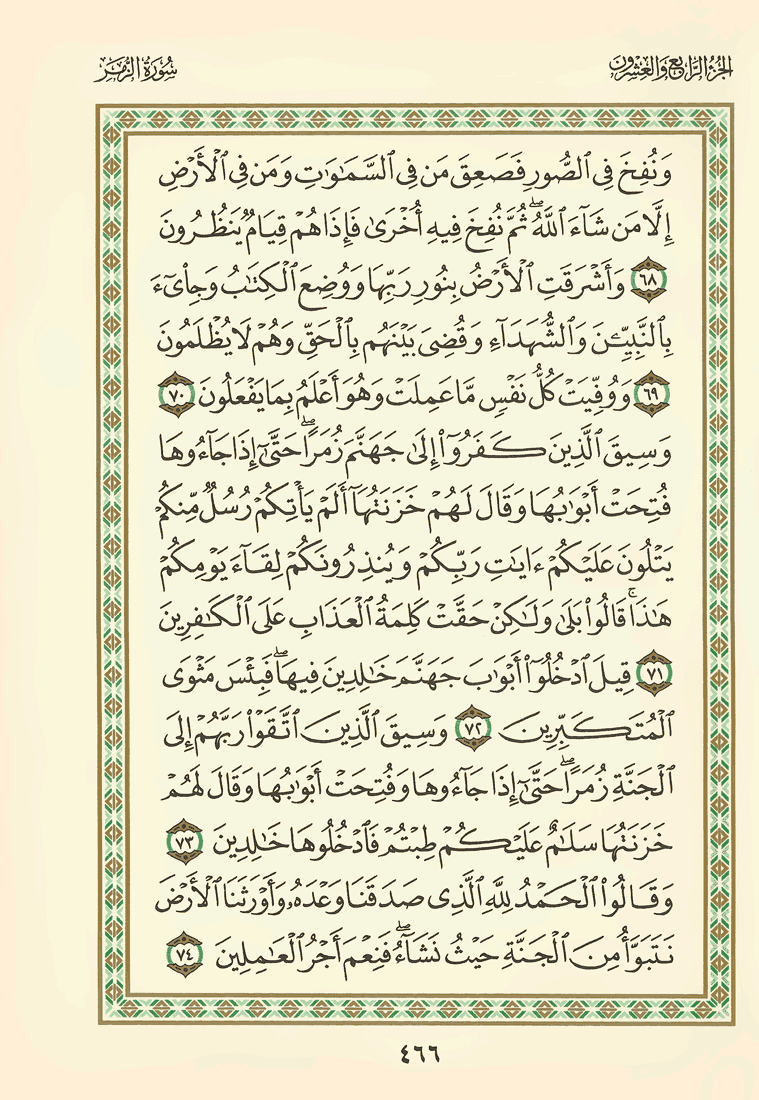 الجزء الرابع والعشرون
سورة الزمر
وَنُفِخَ فِي ٱلصُّورِ فَصَعِقَ مَن فِي ٱلسَّمَٰوَٰتِ وَمَن فِي ٱلْأَرْضِ
إِلَّا مَن شَآءَ ٱللَّهُ ۖ ثُمَّ نُفِخَ فِيهِ أُخْرَىٰ فَإِذَا هُمْ قِيَامٌ يَنظُرُونَ
٦٨ وَأَشْرَقَتِ ٱلْأَرْضُ بِنُورِ رَبِّهَا وَوُضِعَ ٱلْكِتَٰبُ وَجِا۟ىٓءَ
بِٱلنَّبِيِّۦنَ وَٱلشُّهَدَآءِ وَقُضِيَ بَيْنَهُم بِٱلْحَقِّ وَهُمْ لَا يُظْلَمُونَ
٦٩ وَوُفِّيَتْ كُلُّ نَفْسٍ مَّا عَمِلَتْ وَهُوَ أَعْلَمُ بِمَا يَفْعَلُونَ ٧٠
وَسِيقَ ٱلَّذِينَ كَفَرُوٓا۟ إِلَىٰ جَهَنَّمَ زُمَرًا ۖ حَتَّىٰٓ إِذَا جَآءُوهَا
فُتِحَتْ أَبْوَٰبُهَا وَقَالَ لَهُمْ خَزَنَتُهَآ أَلَمْ يَأْتِكُمْ رُسُلٌ مِّنكُمْ
يَتْلُونَ عَلَيْكُمْ ءَايَٰتِ رَبِّكُمْ وَيُنذِرُونَكُمْ لِقَآءَ يَوْمِكُمْ
هَٰذَا ۚ قَالُوا۟ بَلَىٰ وَلَٰكِنْ حَقَّتْ كَلِمَةُ ٱلْعَذَابِ عَلَى ٱلْكَٰفِرِينَ
٧١ قِيلَ ٱدْخُلُوٓا۟ أَبْوَٰبَ جَهَنَّمَ خَٰلِدِينَ فِيهَا ۖ فَبِئْسَ مَثْوَى
ٱلْمُتَكَبِّرِينَ ٧٢ وَسِيقَ ٱلَّذِينَ ٱتَّقَوْا۟ رَبَّهُمْ إِلَى
ٱلْجَنَّةِ زُمَرًا ۖ حَتَّىٰٓ إِذَا جَآءُوهَا وَفُتِحَتْ أَبْوَٰبُهَا وَقَالَ لَهُمْ
خَزَنَتُهَا سَلَٰمٌ عَلَيْكُمْ طِبْتُمْ فَٱدْخُلُوهَا خَٰلِدِينَ ٧٣
وَقَالُوا۟ ٱلْحَمْدُ لِلَّهِ ٱلَّذِي صَدَقَنَا وَعْدَهُۥ وَأَوْرَثَنَا ٱلْأَرْضَ
نَتَبَوَّأُ مِنَ ٱلْجَنَّةِ حَيْثُ نَشَآءُ ۖ فَنِعْمَ أَجْرُ ٱلْعَٰمِلِينَ ٧٤
٤٦٦